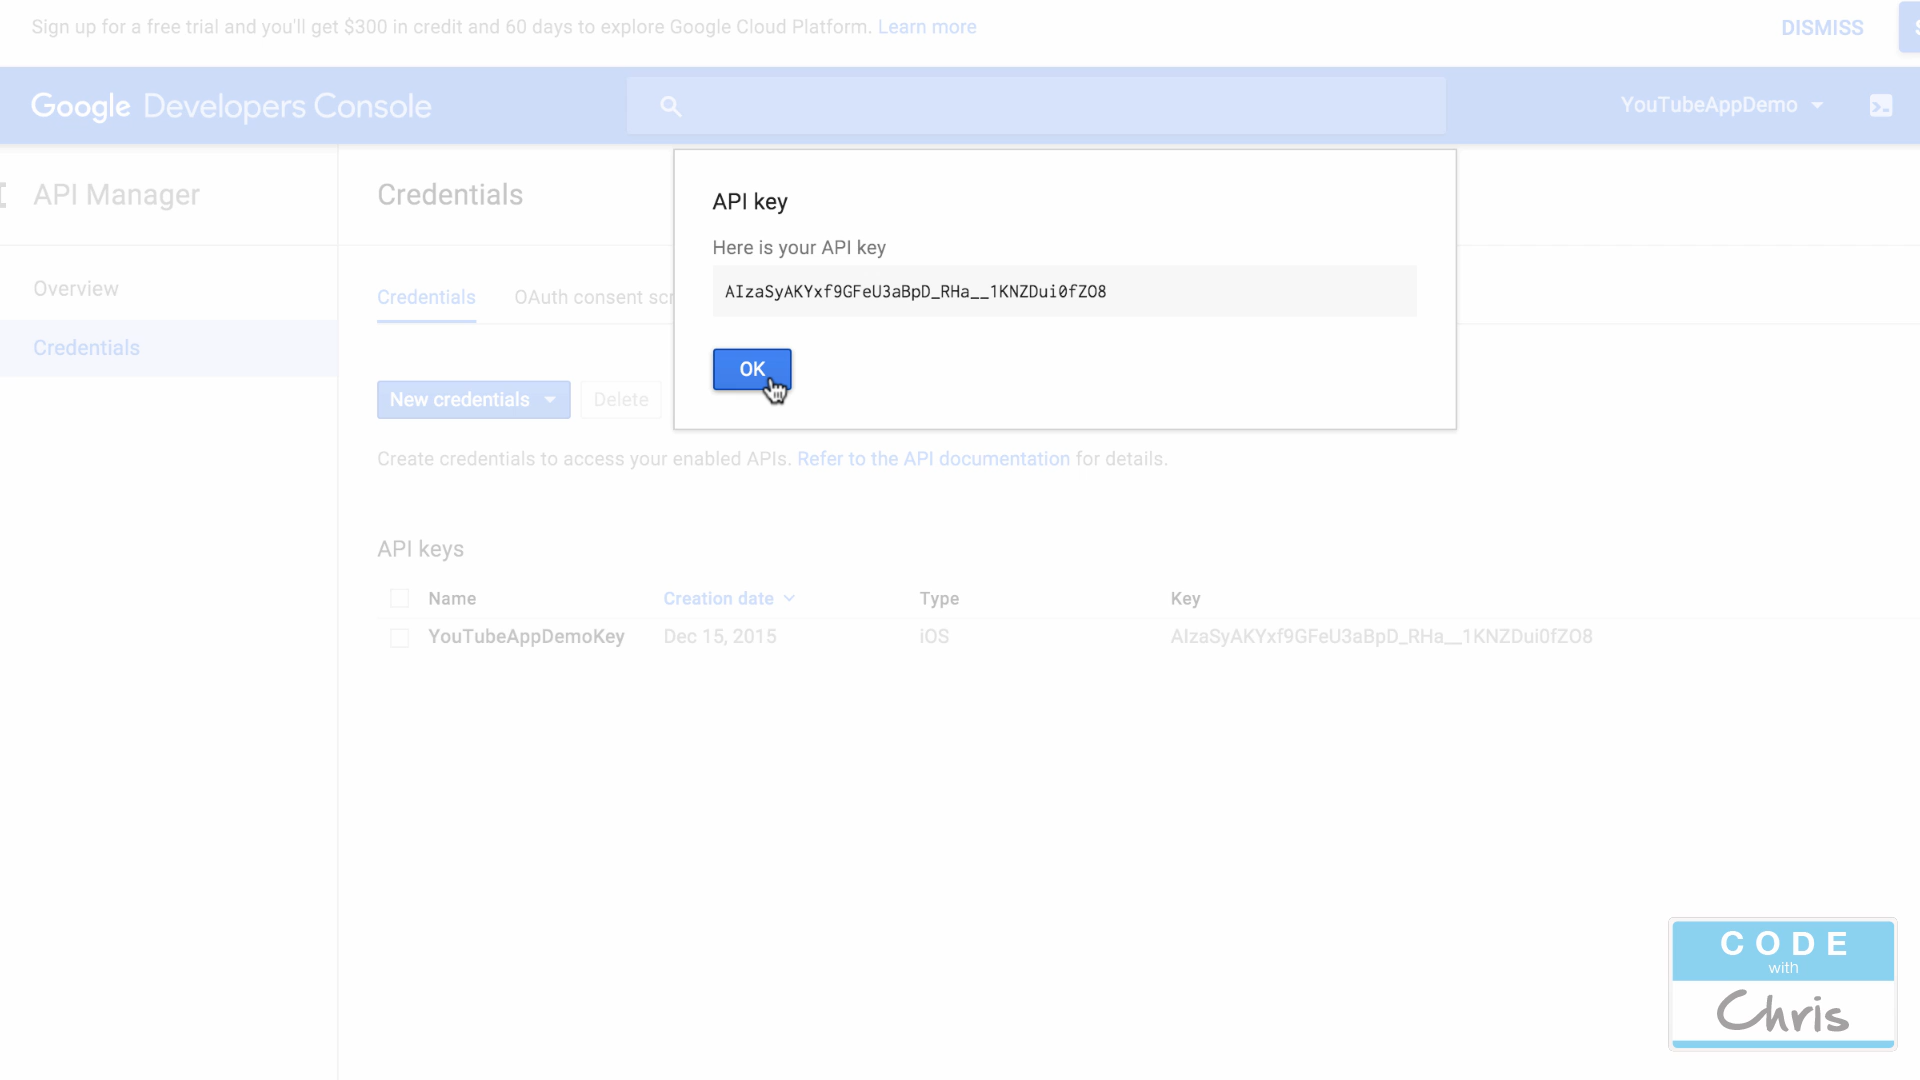 Sign up for a free trial and you'll get $300 in credit and 60 days to explore Google Cloud Platform. Learn more
DISMISS
Google Developers Console
YouTubeAppDemo
API Manager
Credentials
API key
Here is your API key
AIzaSyAKYxf9GFeU3aBpD_RHa__1KNZDui0fZO8
OK
Overview
Credentials
Credentials
OAuth consent scr
New credentials
Delete
Create credentials to access your enabled APIs. Refer to the API documentation for details.
API keys
Name Creation date Type Key
YouTubeAppDemoKey Dec 15, 2015 iOS AIzaSyAKYxf9GFeU3aBpD_RHa__1KNZDui0fZO8
CODE
with
Chris